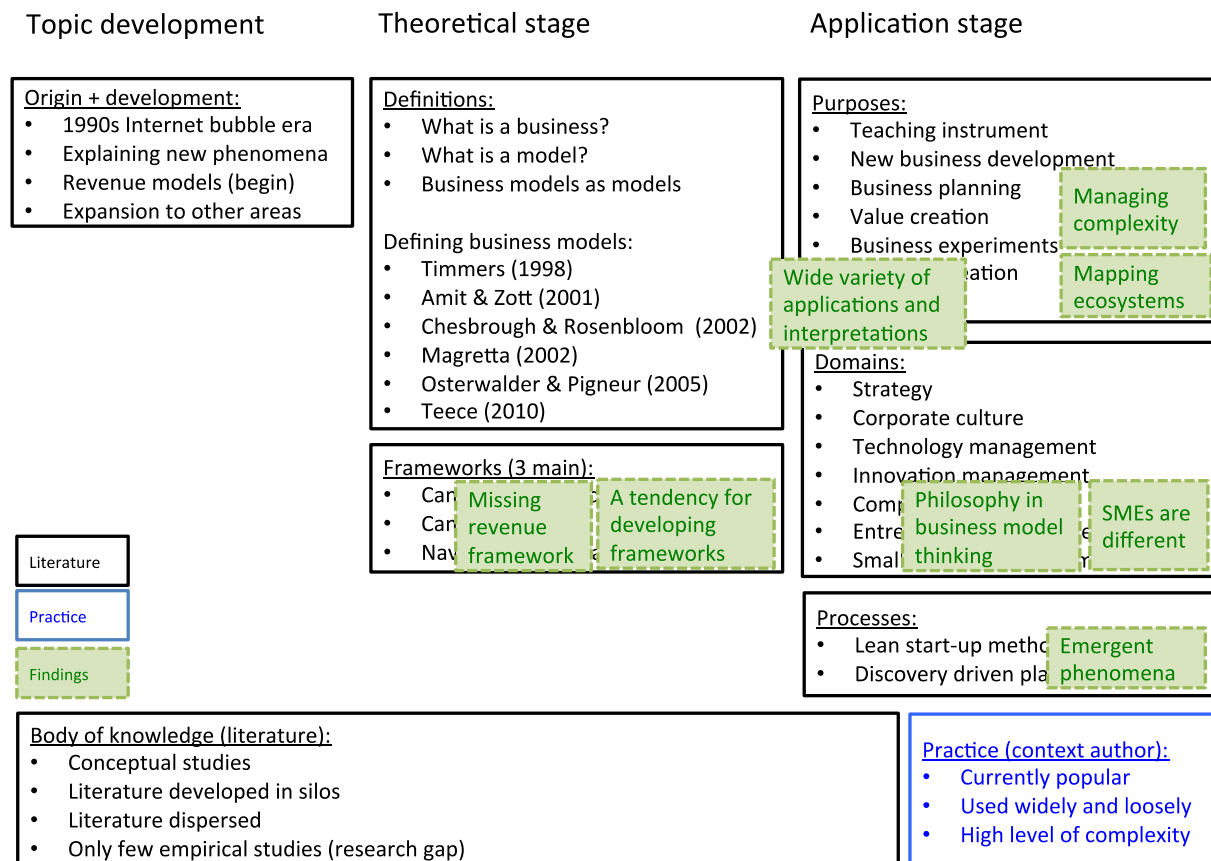 Topic development
Theoretical stage
Application stage
Origin + development:
• 1990s Internet bubble era
• Explaining new phenomena
• Revenue models (begin)
• Expansion to other areas
Definitions:
• What is a business?
• What is a model?
• Business models as models
Defining business models:
• Timmers (1998)
• Amit & Zott (2001)
• Chesbrough & Rosenbloom (2002)
• Magretta (2002)
• Osterwalder & Pigneur (2005)
• Teece (2010)
Frameworks (3 main):
Missing
revenue
framework
A tendency for
developing
frameworks
Purposes:
• Teaching instrument
• New business development
• Business planning
• Value creation
• Business experiments
Managing
complexity
Mapping
ecosystems
Wide variety of
applications and
interpretations
Domains:
• Strategy
• Corporate culture
• Technology management
• Innovation management
Philosophy in
business model
thinking
SMEs are
different
Processes:
• Lean start-up
• Discovery driven
Emergent
phenomena
Literature
Practice
Findings
Body of knowledge (literature):
• Conceptual studies
• Literature developed in silos
• Literature dispersed
• Only few empirical studies (research gap)
Practice (context author):
• Currently popular
• Used widely and loosely
• High level of complexity